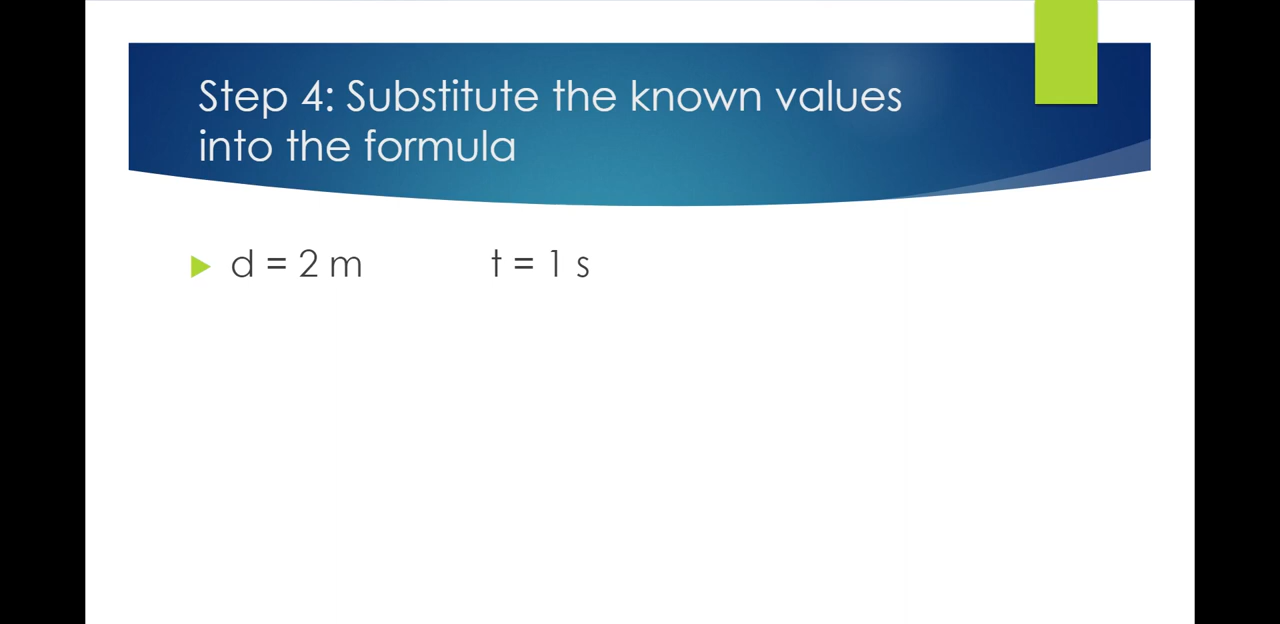 Step 4: Substitute the known values
into the formula
d = 2 m t = 1 s